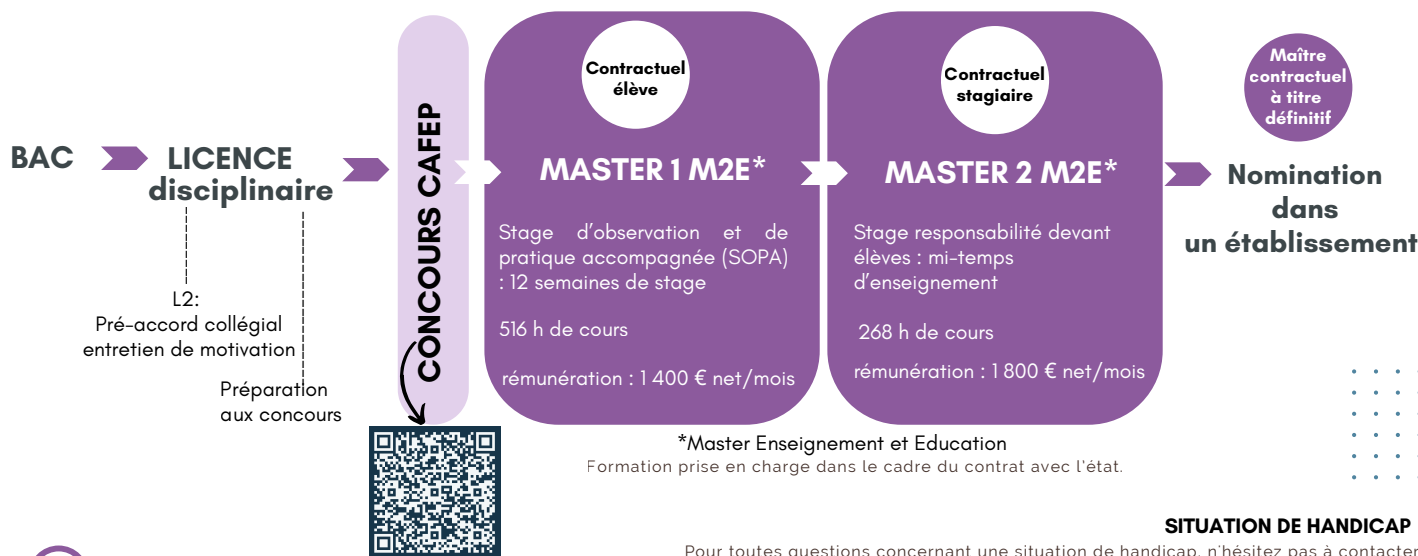 BAC
LICENCE
disciplinaire
L2:
Pré-accord collégial
entretien de motivation
Préparation
aux concours
CONCOURS CAFEP
Contractuel
élève
MASTER 1 M2E*
Stage d'observation et de
pratique accompagnée (SOPA)
: 12 semaines de stage
516 h de cours
rémunération : 1 400 € net/mois
Contractuel
stagiaire
MASTER 2 M2E*
Stage responsabilité devant
élèves : mi-temps
d'enseignement
268 h de cours
rémunération : 1 800 € net/mois
Maître
contractuel
à titre
définitif
Nomination
dans
un établissement
*Master Enseignement et Education
Formation prise en charge dans le cadre du contrat avec l'état.
SITUATION DE HANDICAP
Pour toutes questions concernant une situation de handicap, n'hésitez pas à contacter